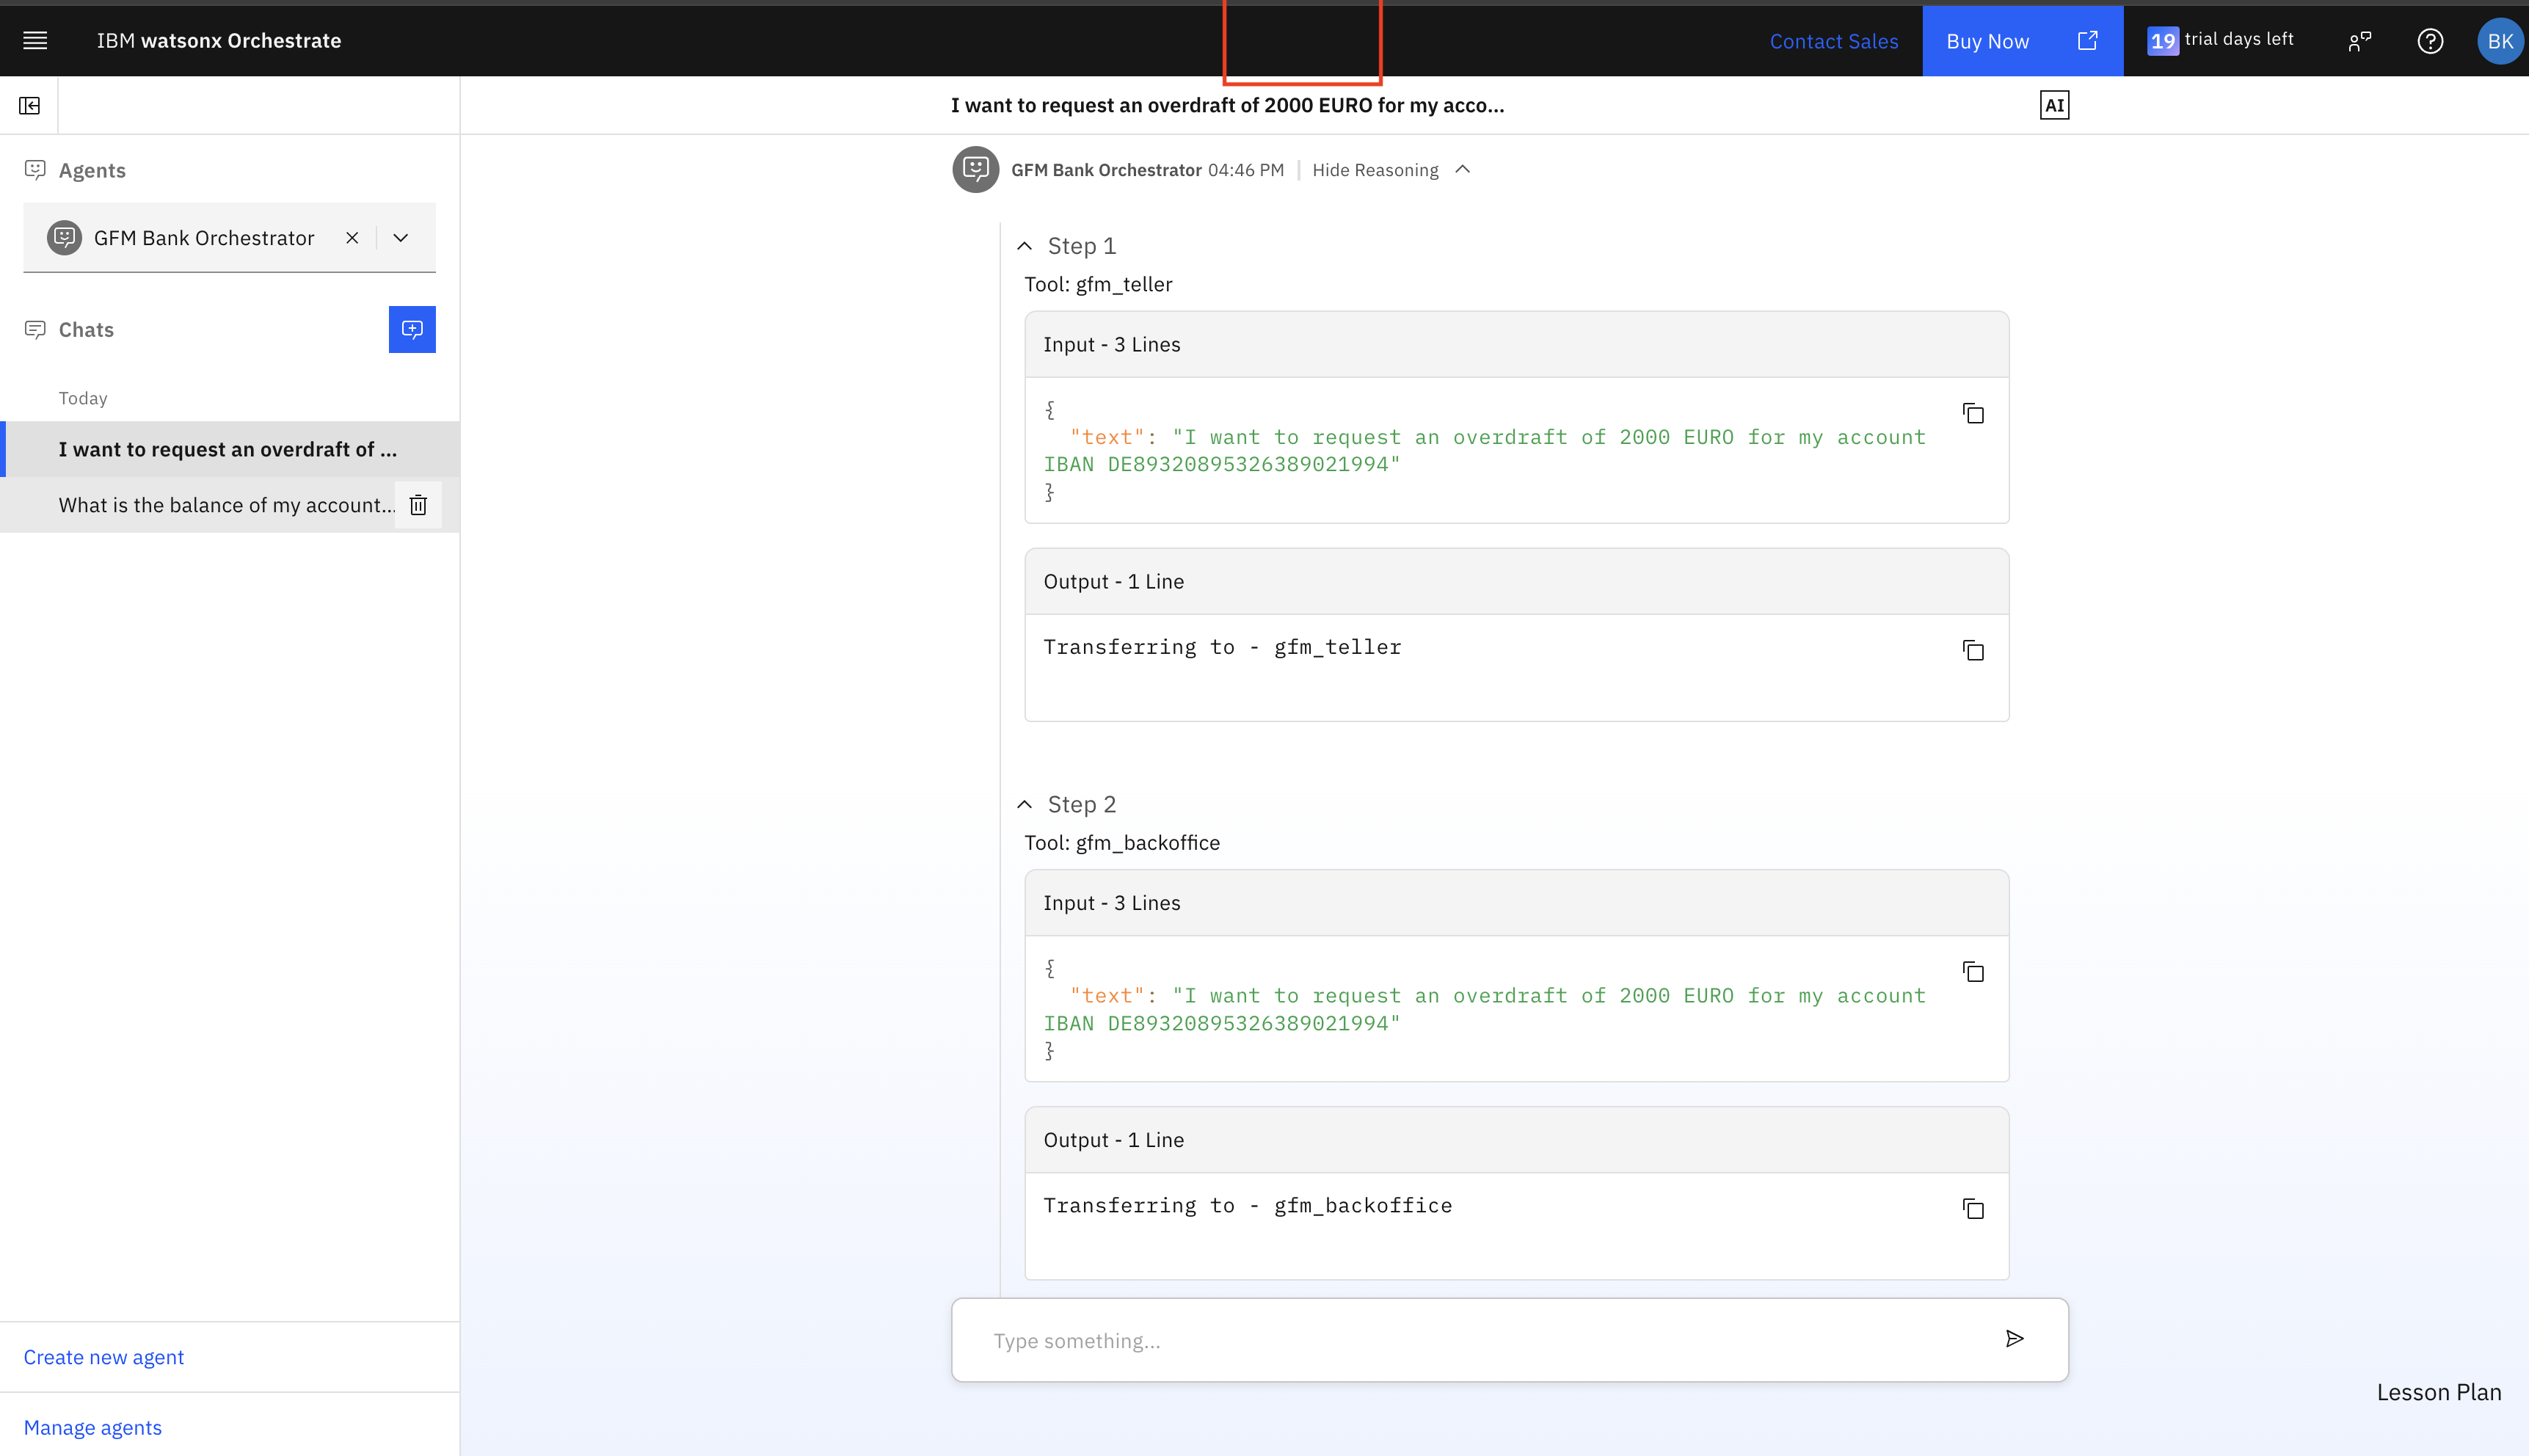 IBM watsonx Orchestrate
Contact Sales
Buy Now
19 trial days left
BK
I want to request an overdraft of 2000 EURO for my acco...
AI
Agents
GFM Bank Orchestrator
Chats
Today
I want to request an overdraft of ...
What is the balance of my account...
Create new agent
Manage agents
GFM Bank Orchestrator 04:46 PM Hide Reasoning
Step 1
Tool: gfm_teller
Input - 3 Lines
{
"text": "I want to request an overdraft of 2000 EURO for my account
IBAN DE89320895326389021994"
}
Output - 1 Line
Transferring to - gfm_teller
Step 2
Tool: gfm_backoffice
Input - 3 Lines
{
"text": "I want to request an overdraft of 2000 EURO for my account
IBAN DE89320895326389021994"
}
Output - 1 Line
Transferring to - gfm_backoffice
Type something...
Lesson Plan